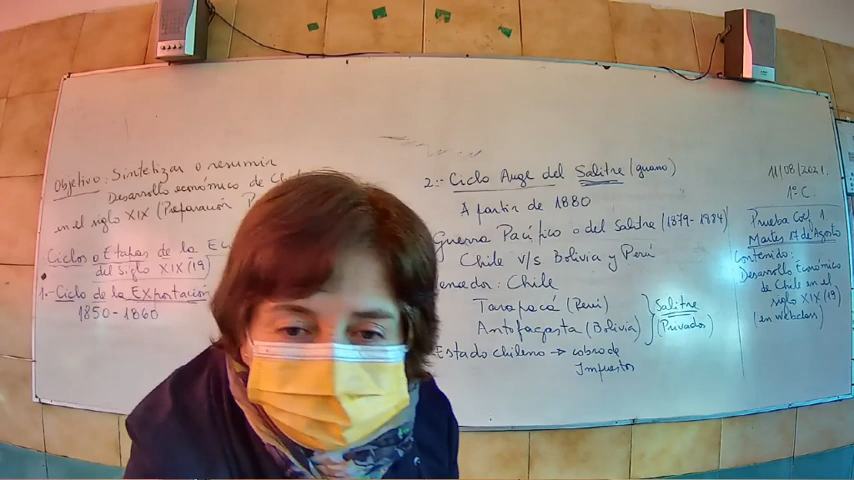 Objetivo: Sintetizar o resumir
Desarrollo económico de
en el siglo XIX (Preparación
Ciclos o Etapas de la
del Siglo XIX (19)
1.- Ciclo de la Exportación
1850-1860
2.- Ciclo Auge del Salitre (guano)
A partir de 1880
Guerra Pacífico o del Salitre (1879-1884)
Chile v/s Bolivia y Perú
enador: Chile
Tarapacá (Perú)
Antofagasta (Bolivia)
Salitre
(Privados)
Estado chileno → cobro de
Impuestos
11/08/2021.
1º C.
Prueba Coef. 1
Martes 17 de Agosto
Contenido:
Desarrollo Económico
de Chile en el
siglo XIX (19)
(en webclass)